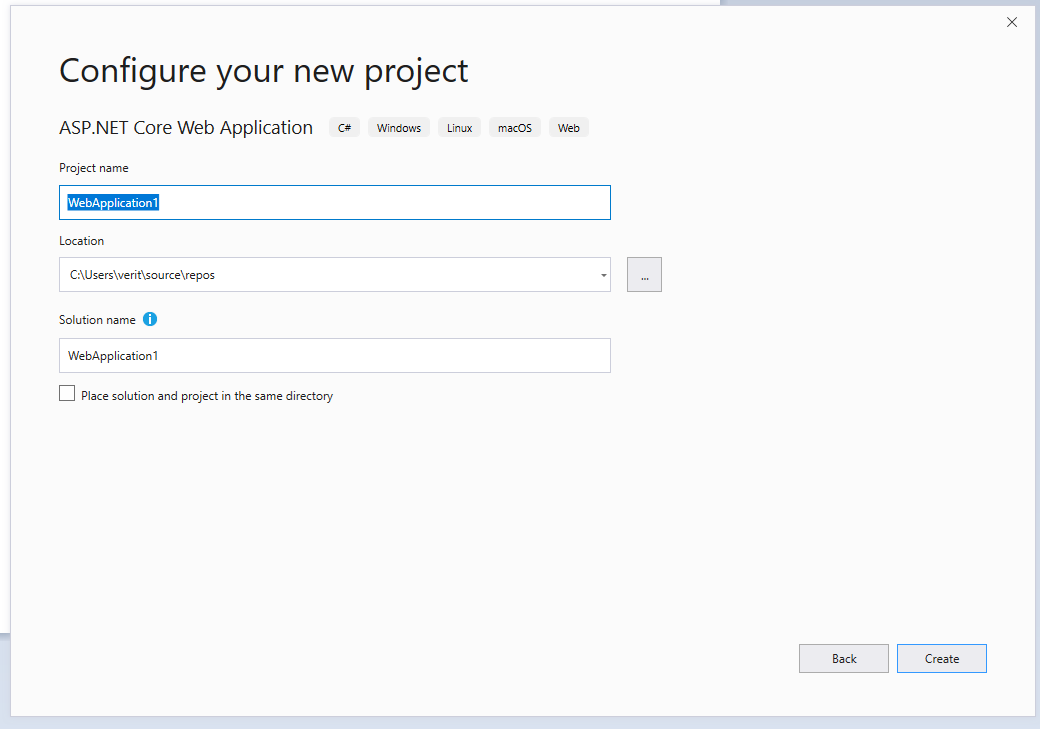 Configure your new project
ASP.NET Core Web Application C# Windows Linux macOS Web
Project name
WebApplication1
Location
C:\Users\verit\source\repos
...
Solution name
WebApplication1
Place solution and project in the same directory
Back Create